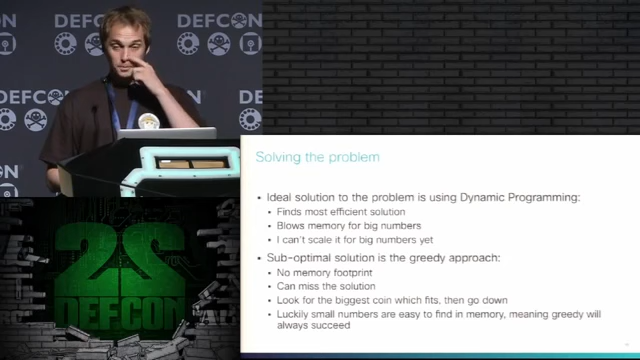 DEFCON
DEFCON
DEFC
DEF
22
DEFCON
Solving the problem
• Ideal solution to the problem is using Dynamic Programming:
• Finds most efficient solution
• Blows memory for big numbers
• I can't scale it for big numbers yet
• Sub-optimal solution is the greedy approach:
• No memory footprint
• Can miss the solution
• Look for the biggest coin which fits, then go down
• Luckily small numbers are easy to find in memory, meaning greedy will
always succeed